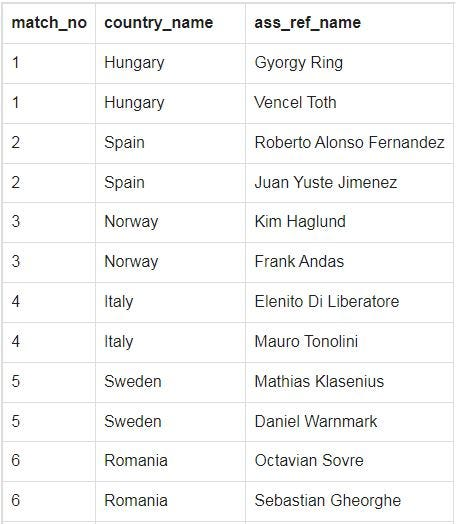 match_no country_name ass_ref_name
1 Hungary Gyorgy Ring
1 Hungary Vencel Toth
2 Spain Roberto Alonso Fernandez
2 Spain Juan Yuste Jimenez
3 Norway Kim Haglund
3 Norway Frank Andas
4 Italy Elenito Di Liberatore
4 Italy Mauro Tonolini
5 Sweden Mathias Klasenius
5 Sweden Daniel Warnmark
6 Romania Octavian Sovre
6 Romania Sebastian Gheorghe